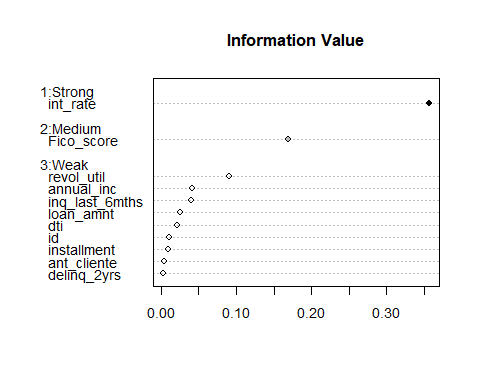 Information Value
1:Strong
int_rate
2:Medium
Fico_score
3:Weak
revol_util
annual_inc
inq_last_6mths
loan_amnt
dti
id
installment
ant_cliente
delinq_2yrs
0.00 0.10 0.20 0.30